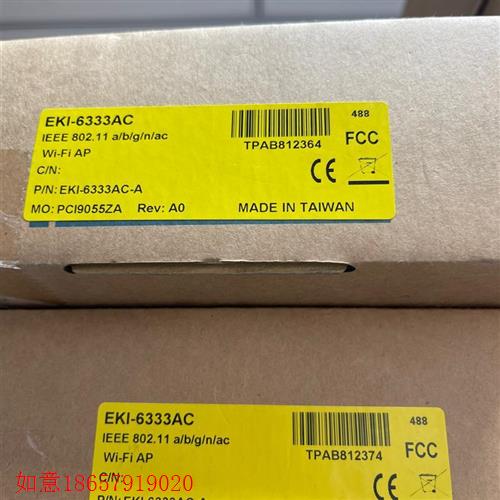 EKI-6333AC
488
IEEE 802.11 a/b/g/n/ac
TPAB812364
FCC
Wi-Fi AP
C/N:
CE
P/N: EKI-6333AC-A
MO: PCI9055ZA Rev: A0 MADE IN TAIWAN
EKI-6333AC
488
IEEE 802.11 a/b/g/n/ac
TPAB812374
FCC
Wi-Fi AP
C/N:
P/N: EKI-6333AC-A
如意18657919020